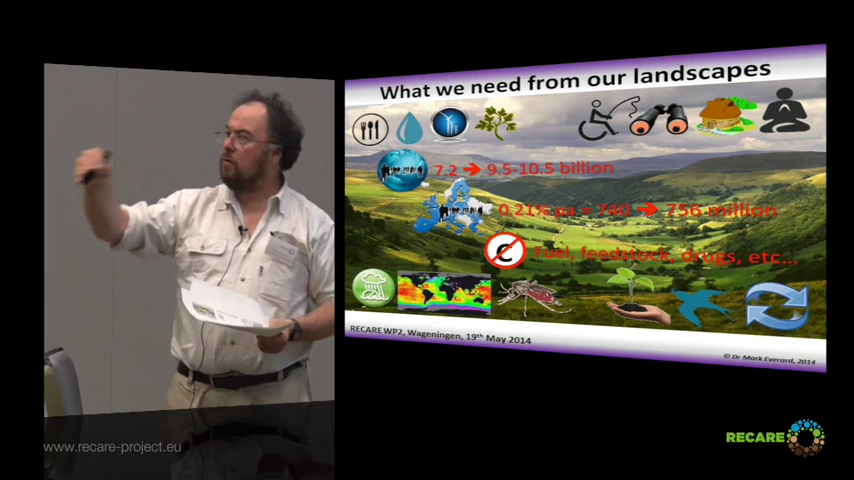 What we need from our landscapes
7.2 → 9.5-10.5 billion
0.21% pa = 740 → 756 million
C
Fuel, feedstock, drugs, etc...
RECARE WP2, Wageningen, 19th May 2014
© Dr Mark Everard, 2014
www.recare-project.eu
RECARE